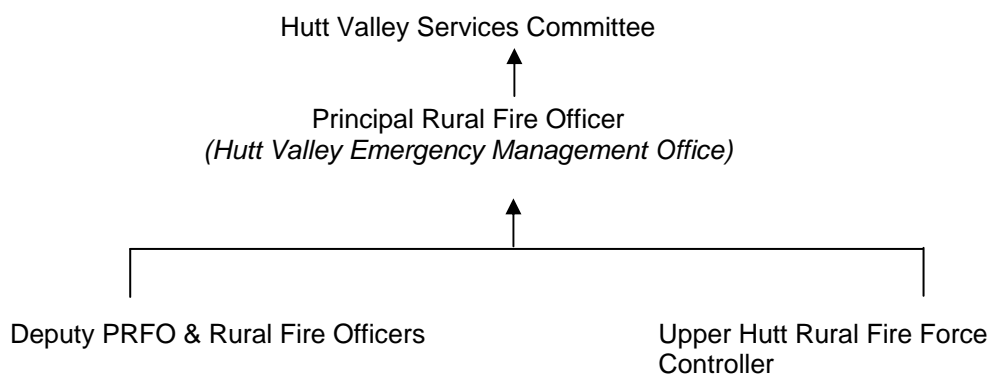 Hutt Valley Services Committee
Principal Rural Fire Officer
(Hutt Valley Emergency Management Office)
Deputy PRFO & Rural Fire Officers
Upper Hutt Rural Fire Force
Controller